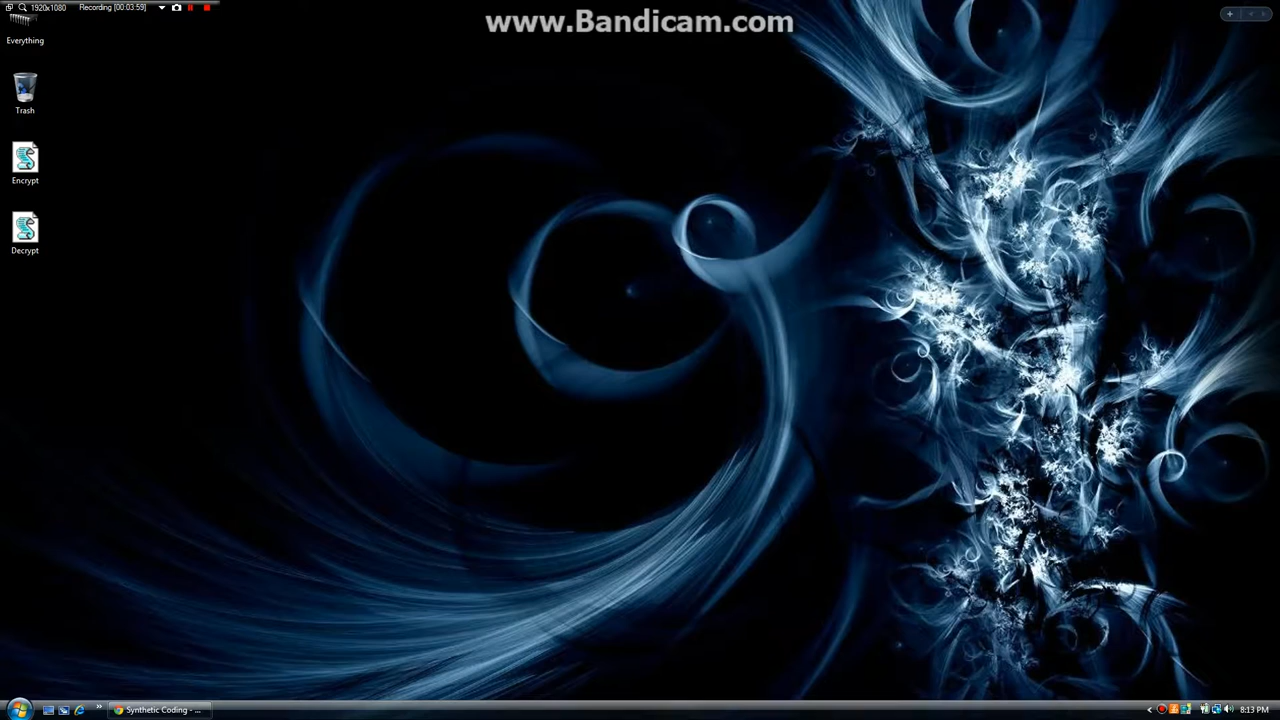 1920x1080 Recording [00:03:59]
www.Bandicam.com
Everything
Trash
Encrypt
Decrypt
Synthetic Coding - ...
8:13 PM